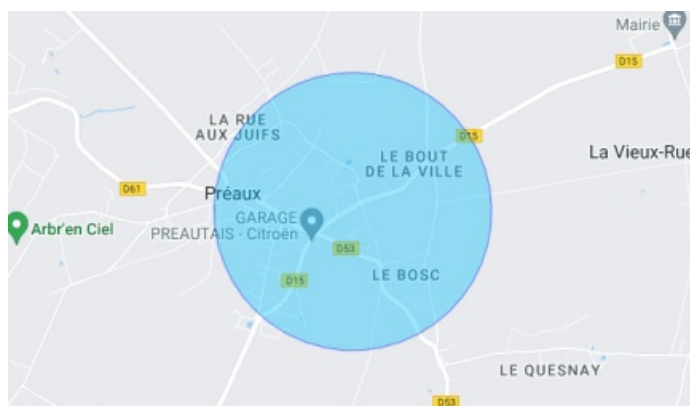 Mairie
D15
LA RUE
AUX JUIFS
D15
LE BOUT
DE LA VILLE
La Vieux-Rue
D61
Préaux
GARAGE
PREAUTAIS - Citroën
Arbr'en Ciel
D53
LE BOSC
D15
LE QUESNAY
D53